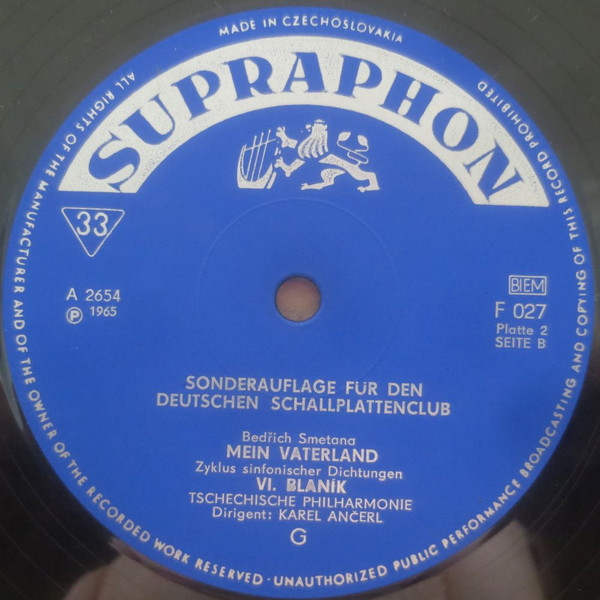 MADE IN CZECHOSLOVAKIA
SUPRAPHON
33
A 2654
Ⓟ 1965
BIEM
F 027
Platte 2
SEITE B
SONDERAUFLAGE FÜR DEN
DEUTSCHEN SCHALLPLATTENCLUB
Bedřich Smetana
MEIN VATERLAND
Zyklus sinfonischer Dichtungen
VI. BLANÍK
TSCHECHISCHE PHILHARMONIE
Dirigent: KAREL ANČERL
G
ALL RIGHTS OF THE MANUFACTURER AND OF THE OWNER OF THE RECORDED WORK RESERVED · UNAUTHORIZED PUBLIC PERFORMANCE BROADCASTING AND COPYING OF THIS RECORD PROHIBITED